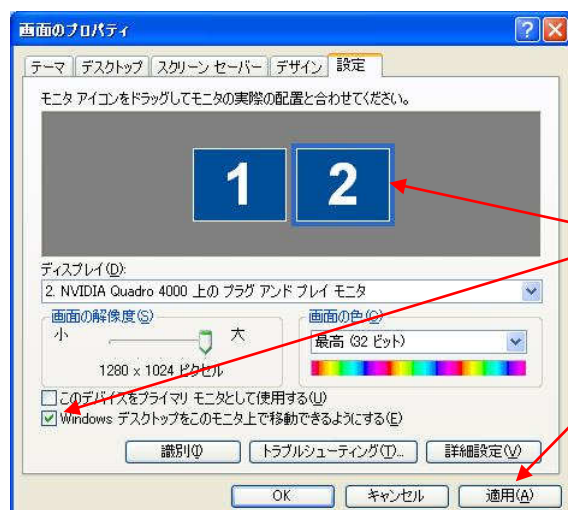 画面のプロパティ
テーマ デスクトップ スクリーン セーバー デザイン 設定
モニタ アイコンをドラッグしてモニタの実際の配置と合わせてください。
1 2
ディスプレイ(D):
2. NVIDIA Quadro 4000 上の プラグ アンド プレイ モニタ
画面の解像度(S) 画面の色(C)
小 大 最高 (32 ビット)
1280 x 1024 ピクセル
このデバイスをプライマリ モニタとして使用する(U)
Windows デスクトップをこのモニタ上で移動できるようにする(E)
識別(I) トラブルシューティング(T)... 詳細設定(V)
OK キャンセル 適用(A)